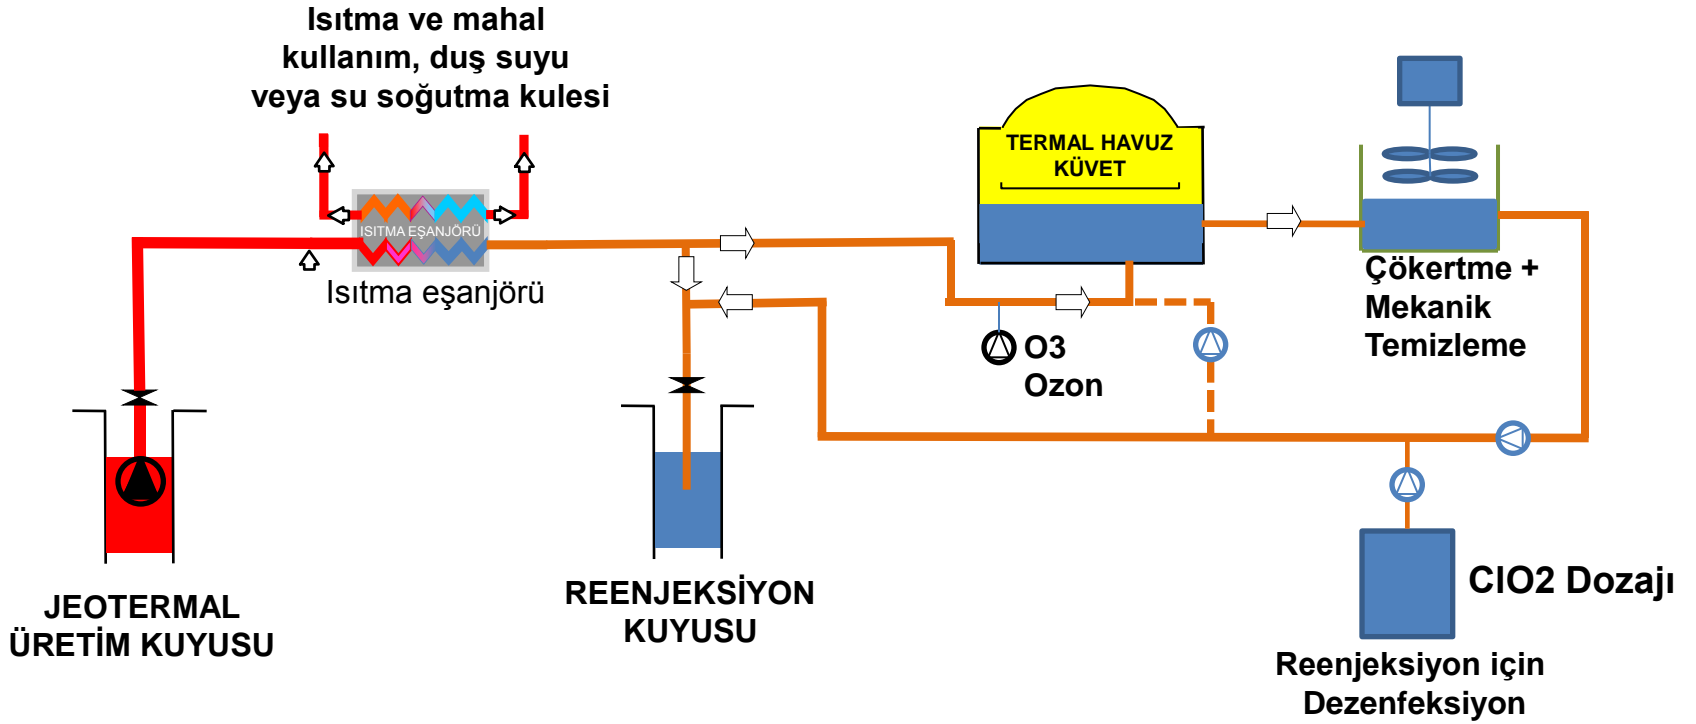 Isıtma ve mahal
kullanım, duş suyu
veya su soğutma kulesi
TERMAL HAVUZ
KÜVET
ISITMA EŞANJÖRÜ
Isıtma eşanjörü
Çökertme +
Mekanik
Temizleme
O3
Ozon
JEOTERMAL
ÜRETİM KUYUSU
REENJEKSİYON
KUYUSU
ClO2 Dozajı
Reenjeksiyon için
Dezenfeksiyon